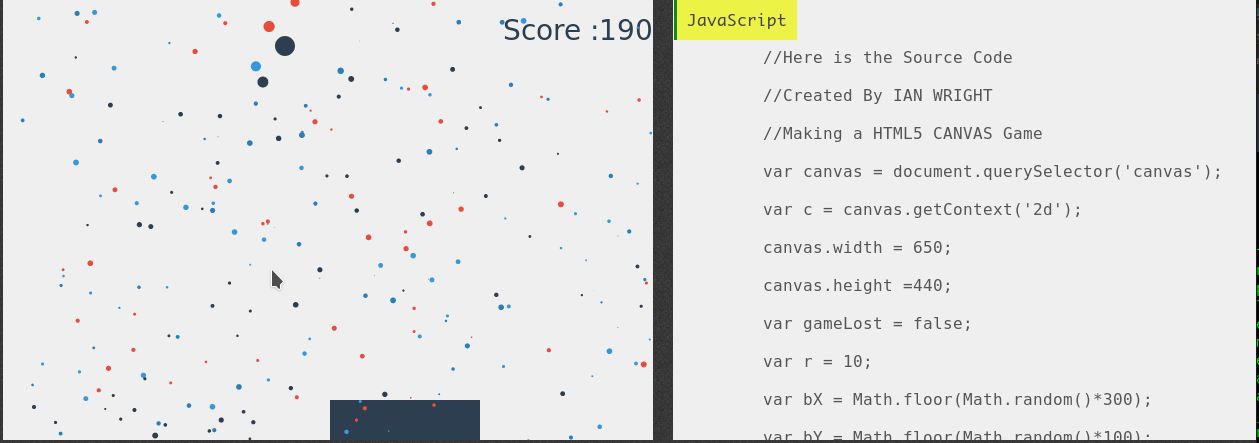 Score :190
JavaScript
//Here is the Source Code
//Created By IAN WRIGHT
//Making a HTML5 CANVAS Game
var canvas = document.querySelector('canvas');
var c = canvas.getContext('2d');
canvas.width = 650;
canvas.height =440;
var gameLost = false;
var r = 10;
var bX = Math.floor(Math.random()*300);
var bY = Math.floor(Math.random()*100);